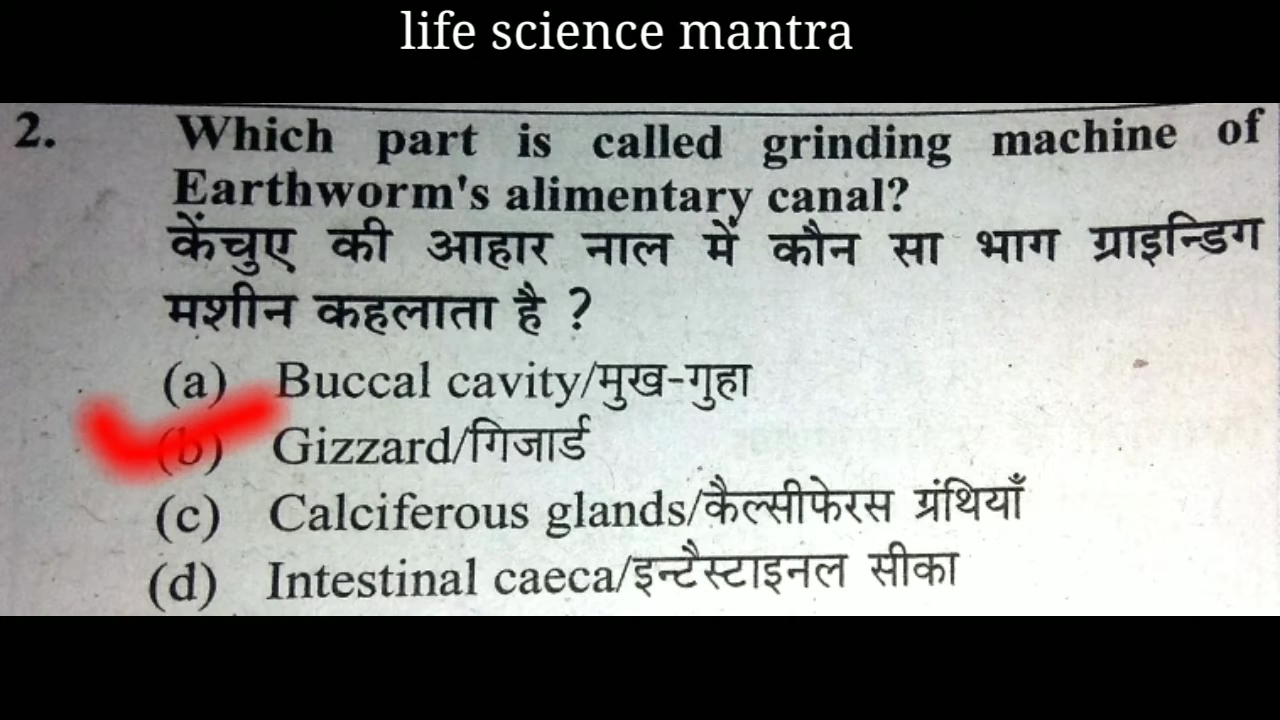 life science mantra
2. Which part is called grinding machine of
Earthworm's alimentary canal?
केंचुए की आहार नाल में कौन सा भाग ग्राइन्डिग
मशीन कहलाता है ?
(a) Buccal cavity/मुख-गुहा
(b) Gizzard/गिजार्ड
(c) Calciferous glands/कैल्सीफेरस ग्रंथियाँ
(d) Intestinal caeca/इन्टैस्टाइनल सीका